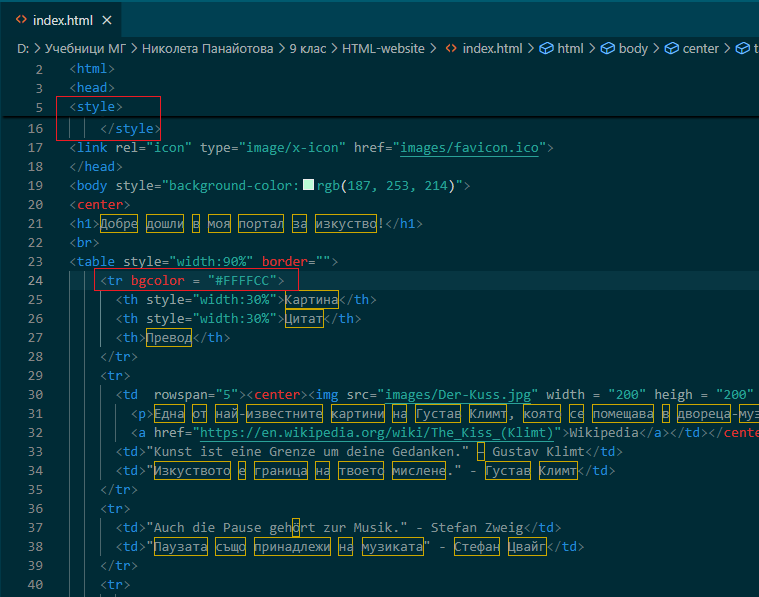 index.html ×
D: > Учебници МГ > Николета Панайотова > 9 клас > HTML-website > index.html > html > body > center >
2 <html>
3 <head>
5 <style>
16 </style>
17 <link rel="icon" type="image/x-icon" href="images/favicon.ico">
18 </head>
19 <body style="background-color: rgb(187, 253, 214)">
20 <center>
21 <h1>Добре дошли в моя портал за изкуство!</h1>
22 <br>
23 <table style="width:90%" border="">
24 <tr bgcolor = "#FFFFCC">
25 <th style="width:30%">Картина</th>
26 <th style="width:30%">Цитат</th>
27 <th>Превод</th>
28 </tr>
29 <tr>
30 <td rowspan="5"><center><img src="images/Der-Kuss.jpg" width = "200" heigh = "200"
31 <p>Една от най-известните картини на Густав Климт, която се помещава в двореца-муз
32 <a href="https://en.wikipedia.org/wiki/The_Kiss_(Klimt)">Wikipedia</a></td></cente
33 <td>"Kunst ist eine Grenze um deine Gedanken." – Gustav Klimt</td>
34 <td>"Изкуството е граница на твоето мислене." - Густав Климт</td>
35 </tr>
36 <tr>
37 <td>"Auch die Pause gehört zur Musik." - Stefan Zweig</td>
38 <td>"Паузата също принадлежи на музиката" - Стефан Цвайг</td>
39 </tr>
40 <tr>